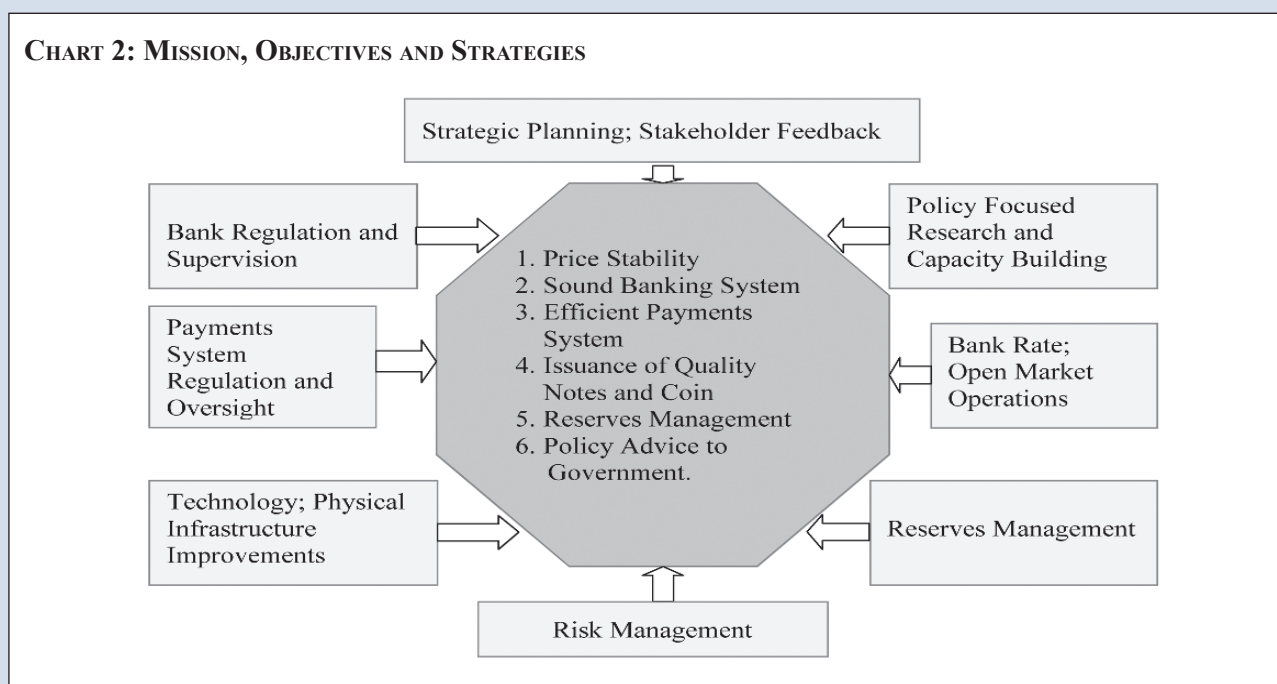 CHART 2: MISSION, OBJECTIVES AND STRATEGIES
Strategic Planning; Stakeholder Feedback
Bank Regulation and
Supervision
Policy Focused
Research and
Capacity Building
1. Price Stability
2. Sound Banking System
3. Efficient Payments
System
4. Issuance of Quality
Notes and Coin
5. Reserves Management
6. Policy Advice to
Government.
Payments
System
Regulation and
Oversight
Bank Rate;
Open Market
Operations
Technology; Physical
Infrastructure
Improvements
Reserves Management
Risk Management